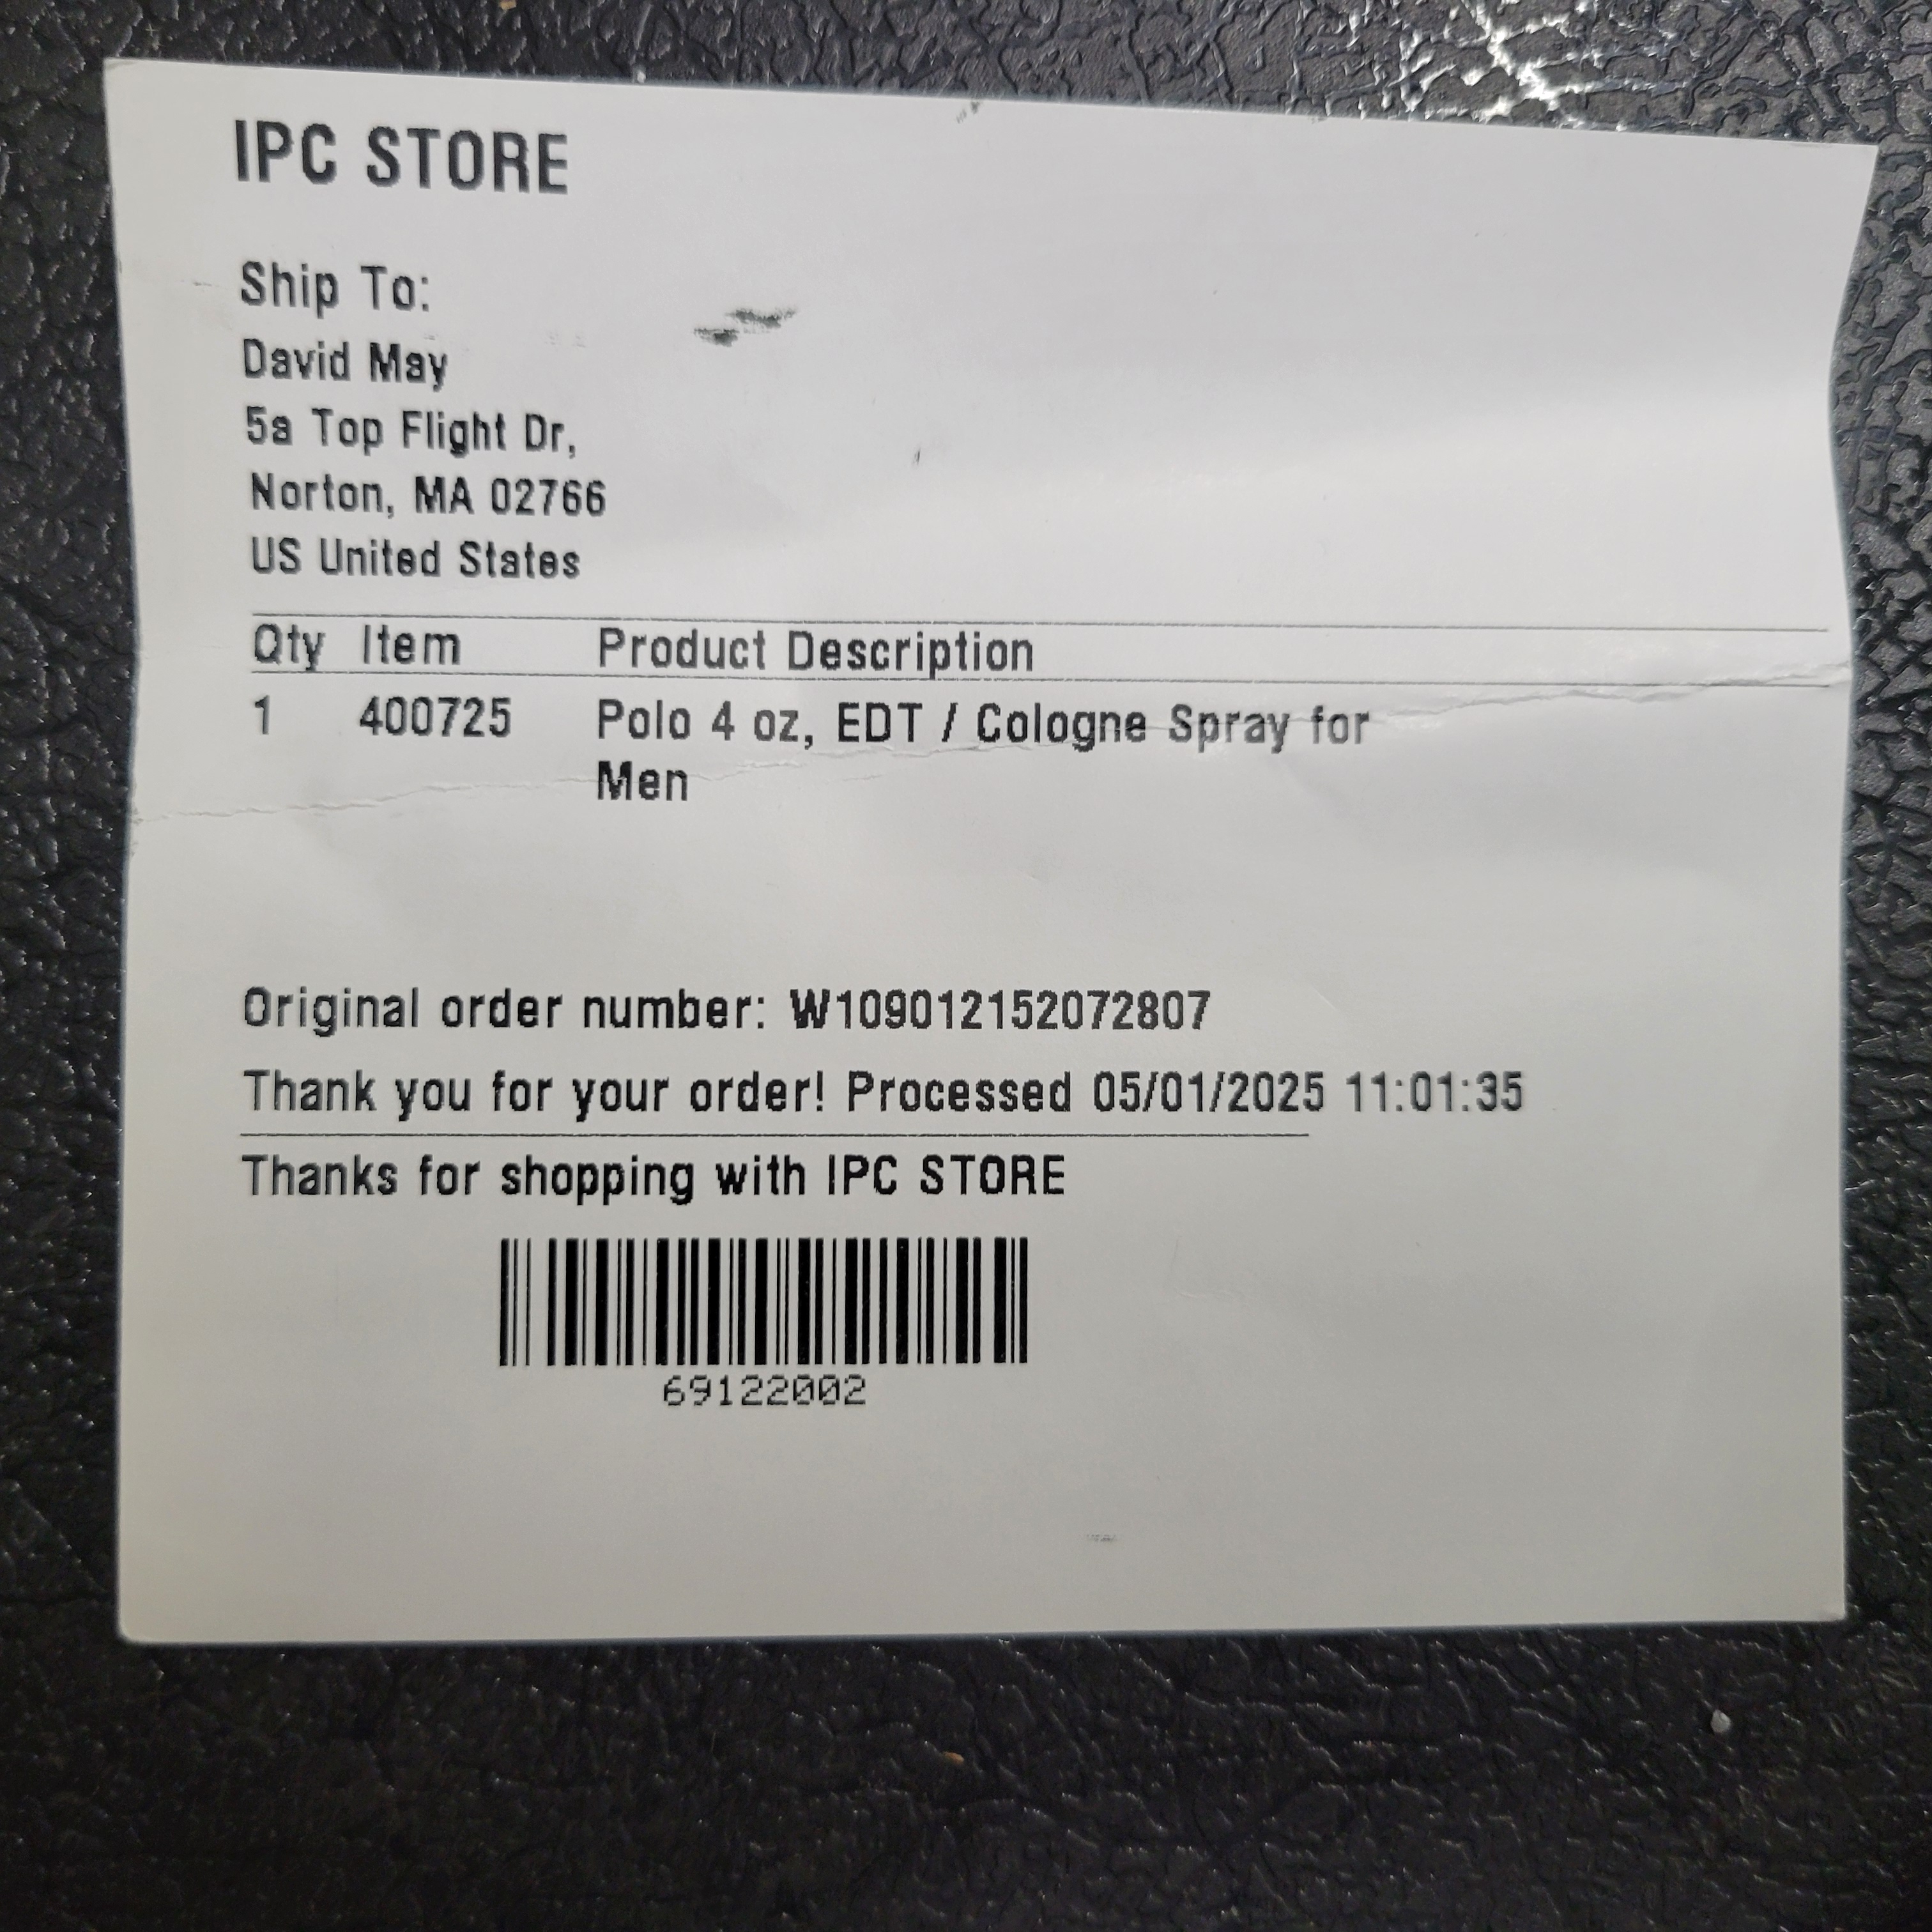 IPC STORE
Ship To:
David May
5a Top Flight Dr,
Norton, MA 02766
US United States
Qty Item Product Description
1 400725 Polo 4 oz, EDT / Cologne Spray for
Men
Original order number: W109012152072807
Thank you for your order! Processed 05/01/2025 11:01:35
Thanks for shopping with IPC STORE
69122002